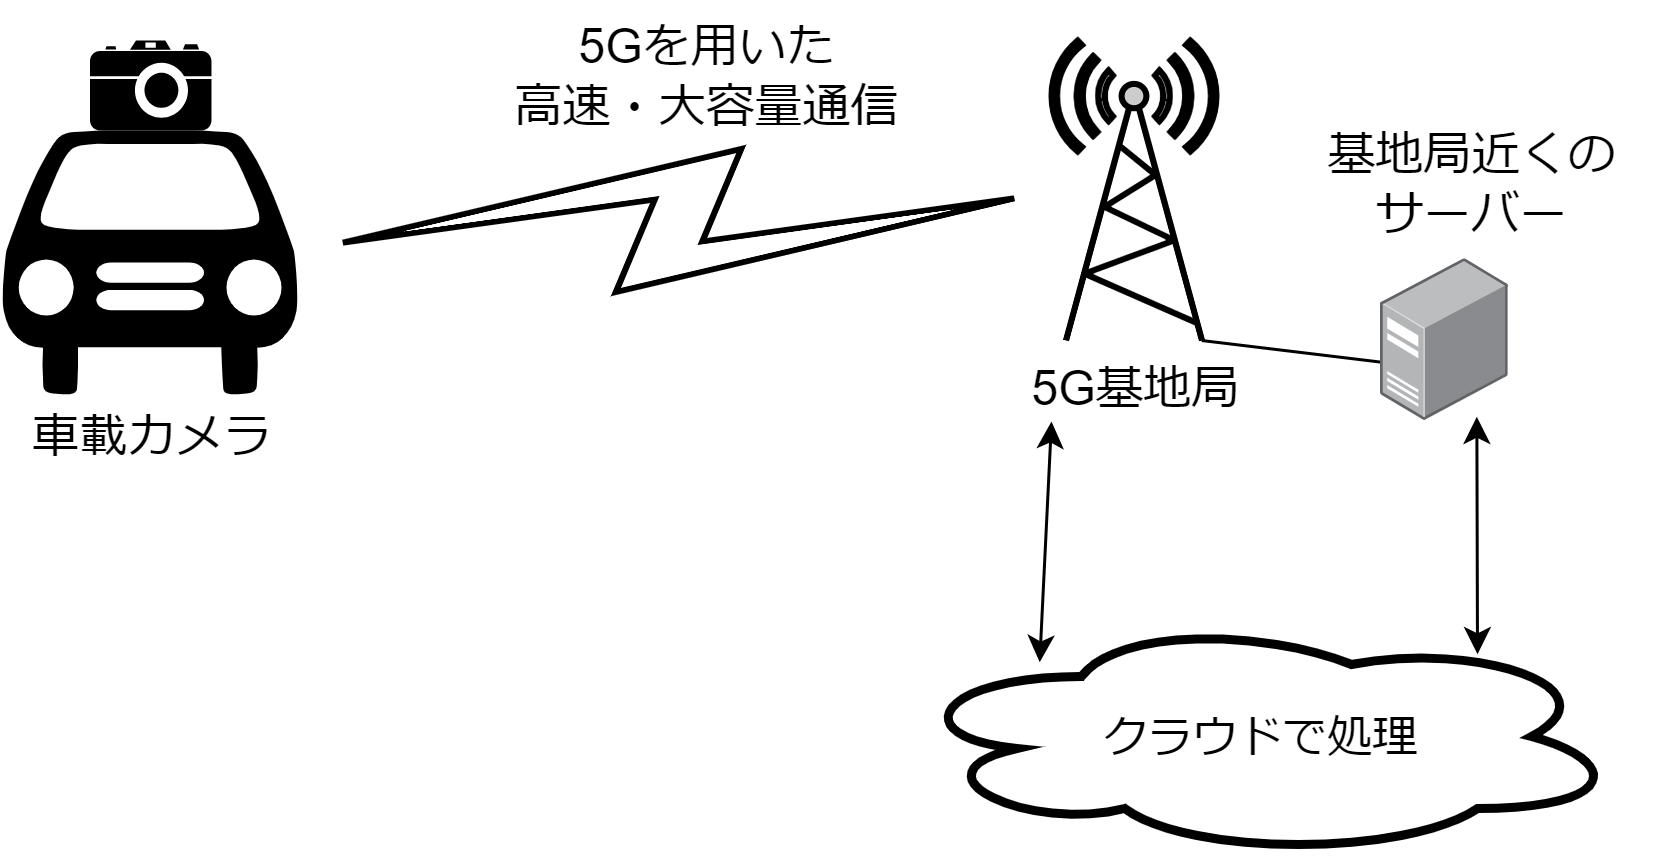 5Gを用いた
高速・大容量通信
基地局近くの
サーバー
5G基地局
車載カメラ
クラウドで処理